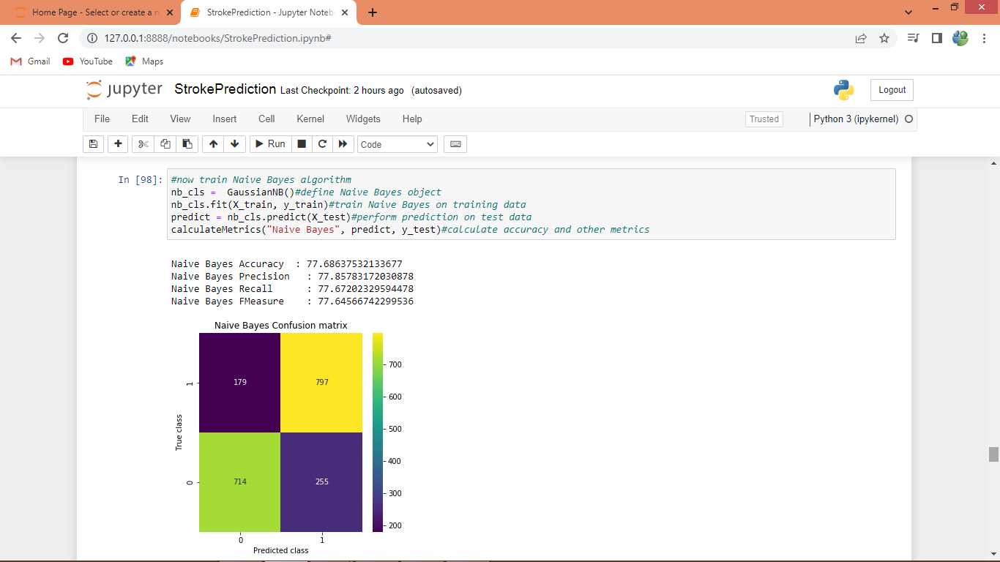 Home Page - Select or create a n
StrokePrediction - Jupyter Noteb
127.0.0.1:8888/notebooks/StrokePrediction.ipynb#
Gmail
YouTube
Maps
jupyter StrokePrediction Last Checkpoint: 2 hours ago (autosaved)
Logout
File Edit View Insert Cell Kernel Widgets Help
Trusted
Python 3 (ipykernel)
Run
Code
In [98]:
#now train Naive Bayes algorithm
nb_cls =  GaussianNB()#define Naive Bayes object
nb_cls.fit(X_train, y_train)#train Naive Bayes on training data
predict = nb_cls.predict(X_test)#perform prediction on test data
calculateMetrics("Naive Bayes", predict, y_test)#calculate accuracy and other metrics
Naive Bayes Accuracy  : 77.68637532133677
Naive Bayes Precision   : 77.85783172030878
Naive Bayes Recall      : 77.67202329594478
Naive Bayes FMeasure    : 77.64566742299536
Naive Bayes Confusion matrix
True class
1
0
179 797
714 255
0 1
Predicted class
700
600
500
400
300
200